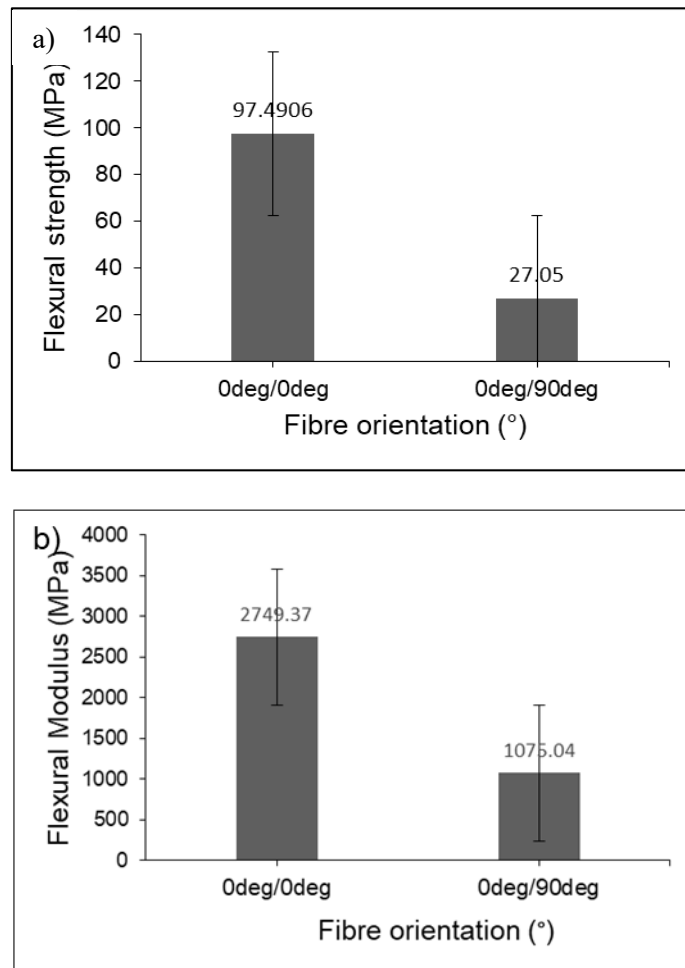 a)
Flexural strength (MPa)
140
120
100
80
60
40
20
0
97.4906
27.05
0deg/0deg 0deg/90deg
Fibre orientation (°)
b)
Flexural Modulus (MPa)
4000
3500
3000
2500
2000
1500
1000
500
0
2749.37
1075.04
0deg/0deg 0deg/90deg
Fibre orientation (°)